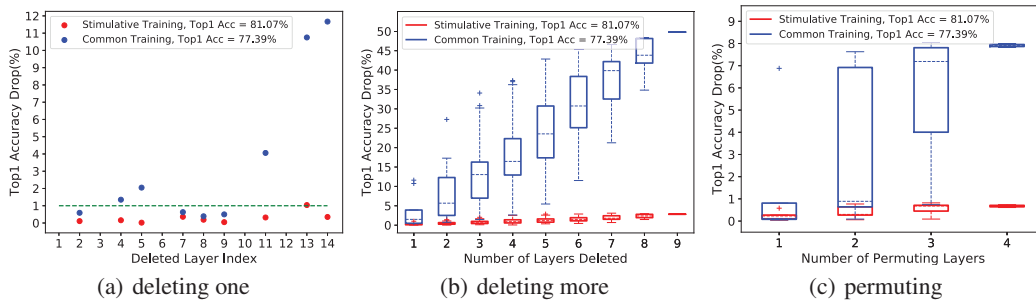 Stimulative Training, Top1 Acc = 81.07%
Common Training, Top1 Acc = 77.39%
Top1 Accuracy Drop(%)
12
11
10
9
8
7
6
5
4
3
2
1
0
1 2 3 4 5 6 7 8 9 10 11 12 13 14
Deleted Layer Index
(a) deleting one
Stimulative Training, Top1 Acc = 81.07%
Common Training, Top1 Acc = 77.39%
Top1 Accuracy Drop(%)
50
45
40
35
30
25
20
15
10
5
0
1 2 3 4 5 6 7 8 9
Number of Layers Deleted
(b) deleting more
Stimulative Training, Top1 Acc = 81.07%
Common Training, Top1 Acc = 77.39%
Top1 Accuracy Drop(%)
9
8
7
6
5
4
3
2
1
0
1 2 3 4
Number of Permuting Layers
(c) permuting